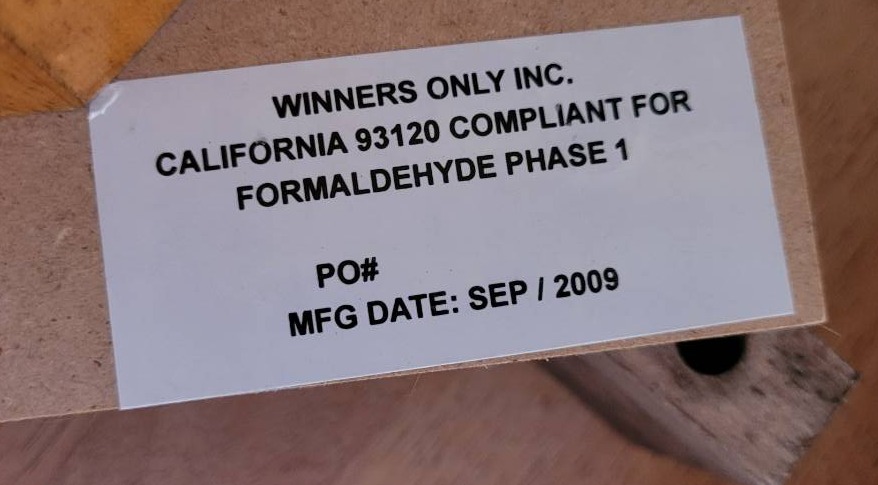 WINNERS ONLY INC.
CALIFORNIA 93120 COMPLIANT FOR
FORMALDEHYDE PHASE 1
PO#
MFG DATE: SEP / 2009